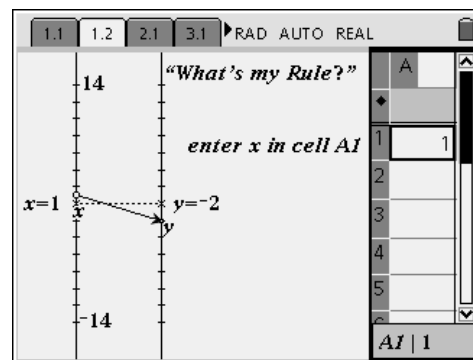 1.1 1.2 2.1 3.1 RAD AUTO REAL
14 "What's my Rule?" A
enter x in cell A1 1 1
2
x=1 x y=-2 3
y
4
5
-14 6
A1 | 1